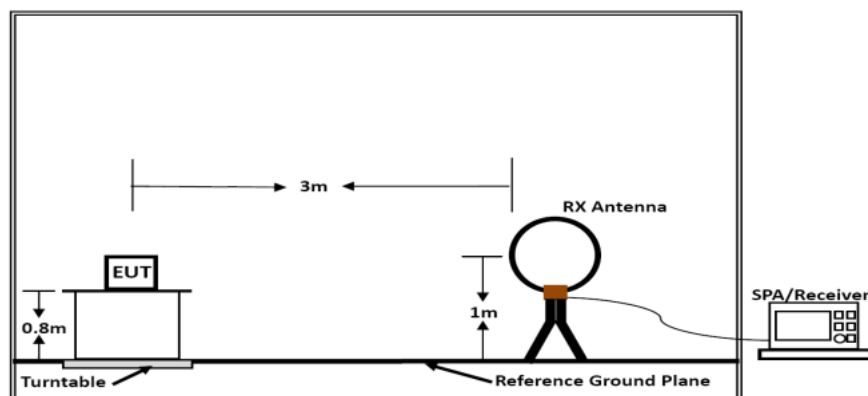 3m
RX Antenna
EUT
SPA/Receiver
0.8m
1m
Turntable
Reference Ground Plane